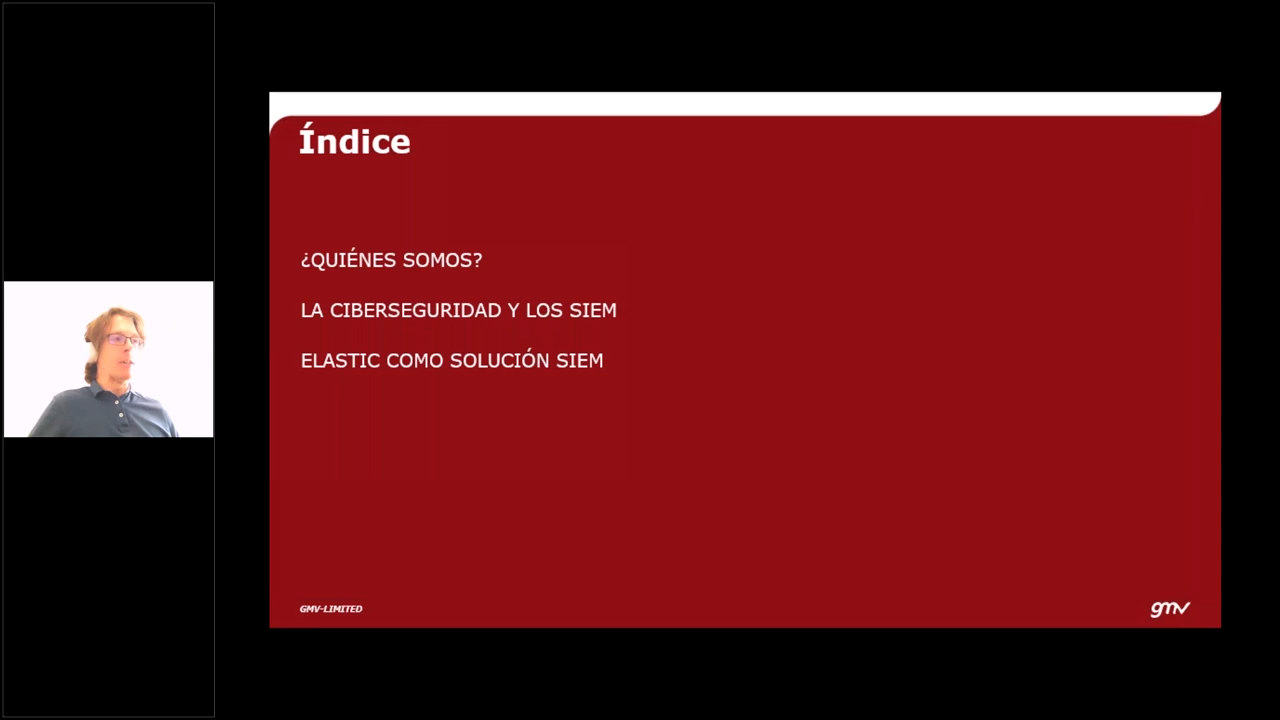 Índice
¿QUIÉNES SOMOS?
LA CIBERSEGURIDAD Y LOS SIEM
ELASTIC COMO SOLUCIÓN SIEM
GMV-LIMITED
gmv